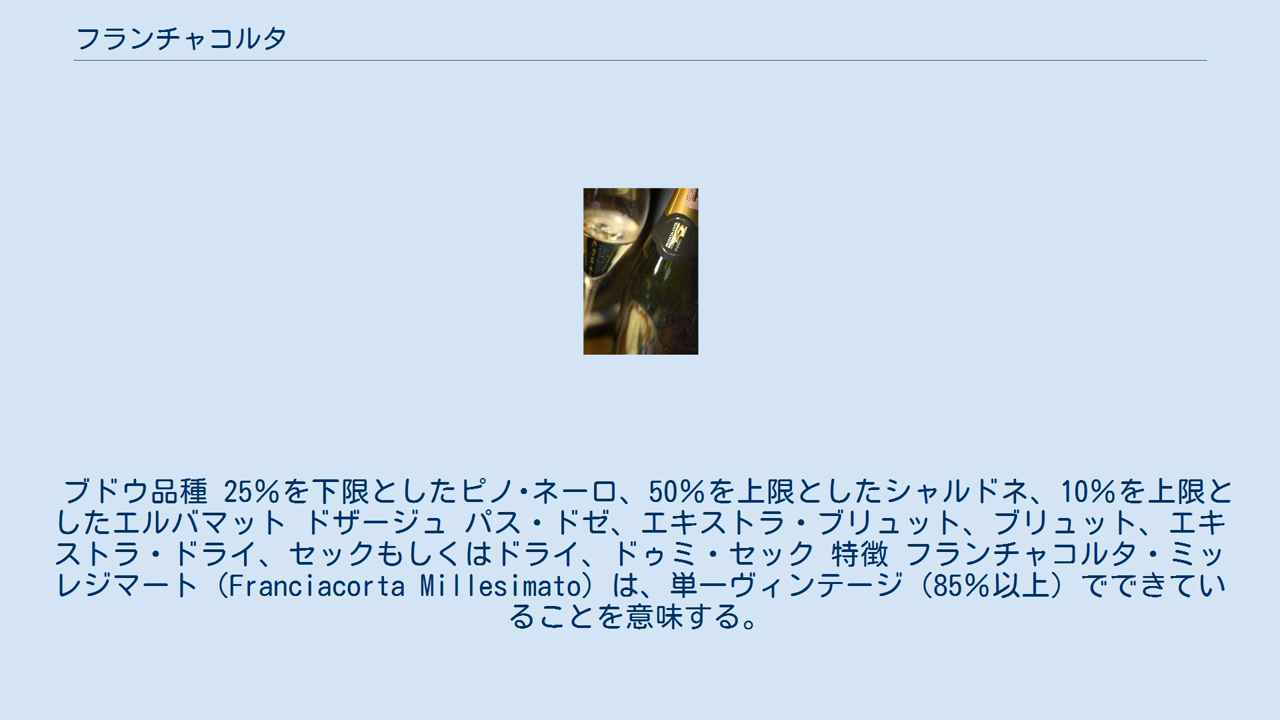 フランチャコルタ
ブドウ品種 25%を下限としたピノ・ネーロ、50%を上限としたシャルドネ、10%を上限と
したエルバマット ドザージュ パス・ドゼ、エキストラ・ブリュット、ブリュット、エキ
ストラ・ドライ、セックもしくはドライ、ドゥミ・セック 特徴 フランチャコルタ・ミッ
レジマート（Franciacorta Millesimato）は、単一ヴィンテージ（85%以上）でできてい
ることを意味する。